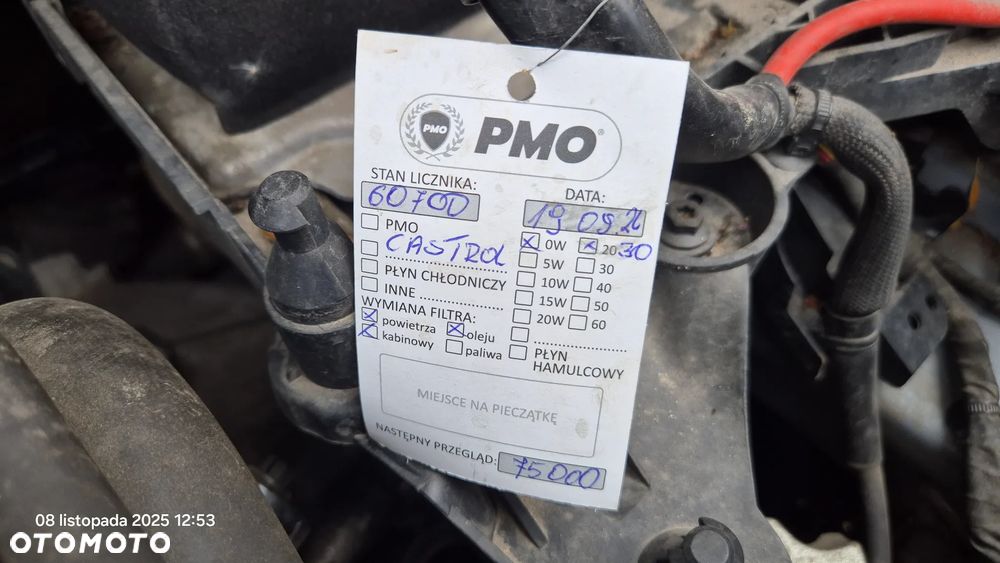 PMO PMO®
STAN LICZNIKA: DATA:
60700 19 09 24
PMO 0W 20 30
CASTROL 5W 30
PŁYN CHŁODNICZY 10W 40
INNE 15W 50
WYMIANA FILTRA: 20W 60
powietrza oleju
kabinowy paliwa PŁYN HAMULCOWY
MIEJSCE NA PIECZĄTKĘ
NASTĘPNY PRZEGLĄD: 75000
08 listopada 2025 12:53
OTOMOTO